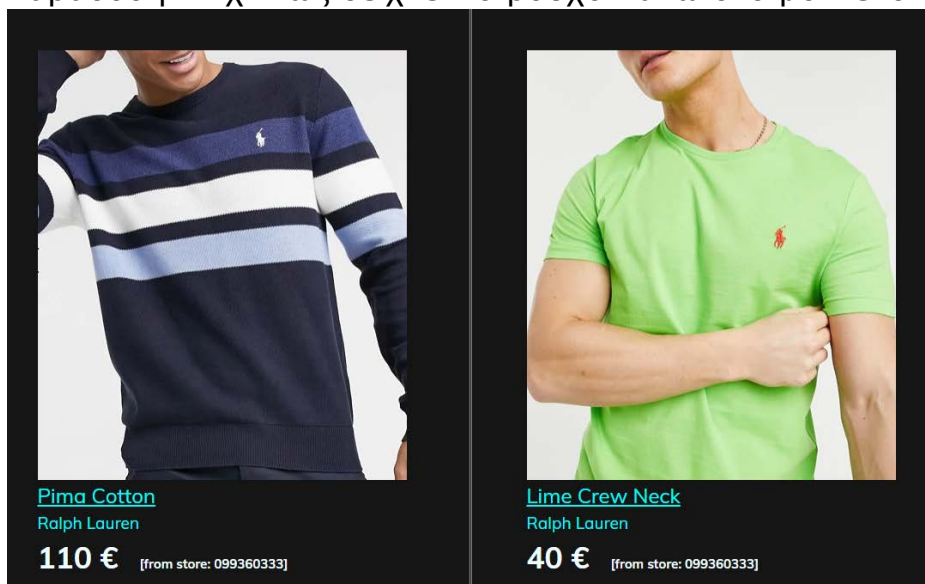 Pima Cotton
Ralph Lauren
110 € [from store: 099360333]
Lime Crew Neck
Ralph Lauren
40 € [from store: 099360333]